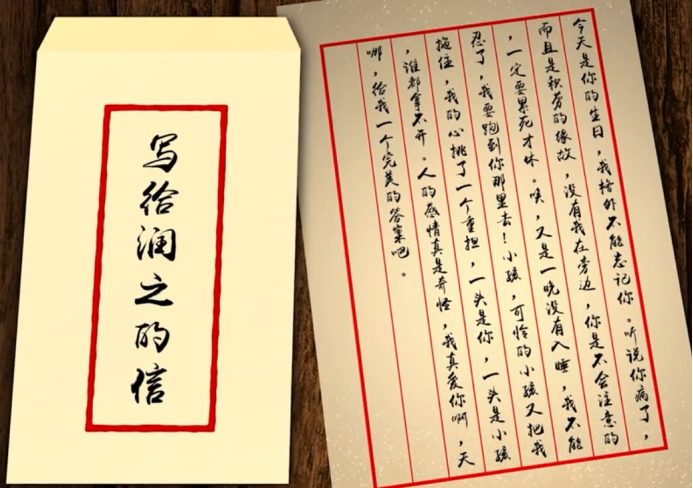 写给润之的信
今天是你的生日，我格外不能忘记你。听说你病了，
而且是积劳的缘故，没有我在旁边，你是不会注意的
，一定要累死才休。唉，又是一晚没有入睡，我不能
忍了，我要跑到你那里去！小孩，可怜的小孩又把我
拖住，我的心挑了一个重担，一头是你，一头是小孩
，谁都拿不开。人的感情真是奇怪，我真爱你啊，天
哪，给我一个完美的答案吧。